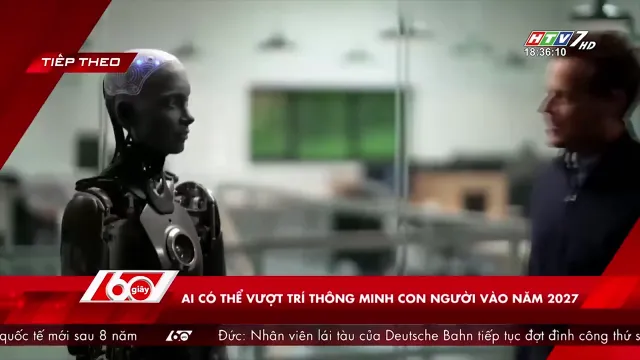 TIẾP THEO
HTV7 HD
18:36:10
60 giây
AI CÓ THỂ VƯỢT TRÍ THÔNG MINH CON NGƯỜI VÀO NĂM 2027
quốc tế mới sau 8 năm 60 Đức: Nhân viên lái tàu của Deutsche Bahn tiếp tục đợt đình công thứ s